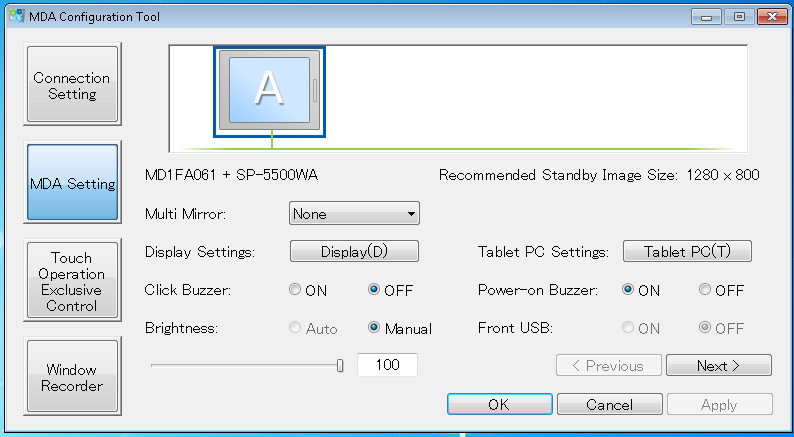 MDA Configuration Tool
Connection
Setting
A
MDA Setting
MD1FA061 + SP-5500WA
Recommended Standby Image Size: 1280 x 800
Multi Mirror:
None
Display Settings:
Display(D)
Tablet PC Settings:
Tablet PC(T)
Touch
Operation
Exclusive
Control
Click Buzzer:
ON
OFF
Power-on Buzzer:
ON
OFF
Brightness:
Auto
Manual
Front USB:
ON
OFF
Window
Recorder
100
< Previous
Next >
OK
Cancel
Apply